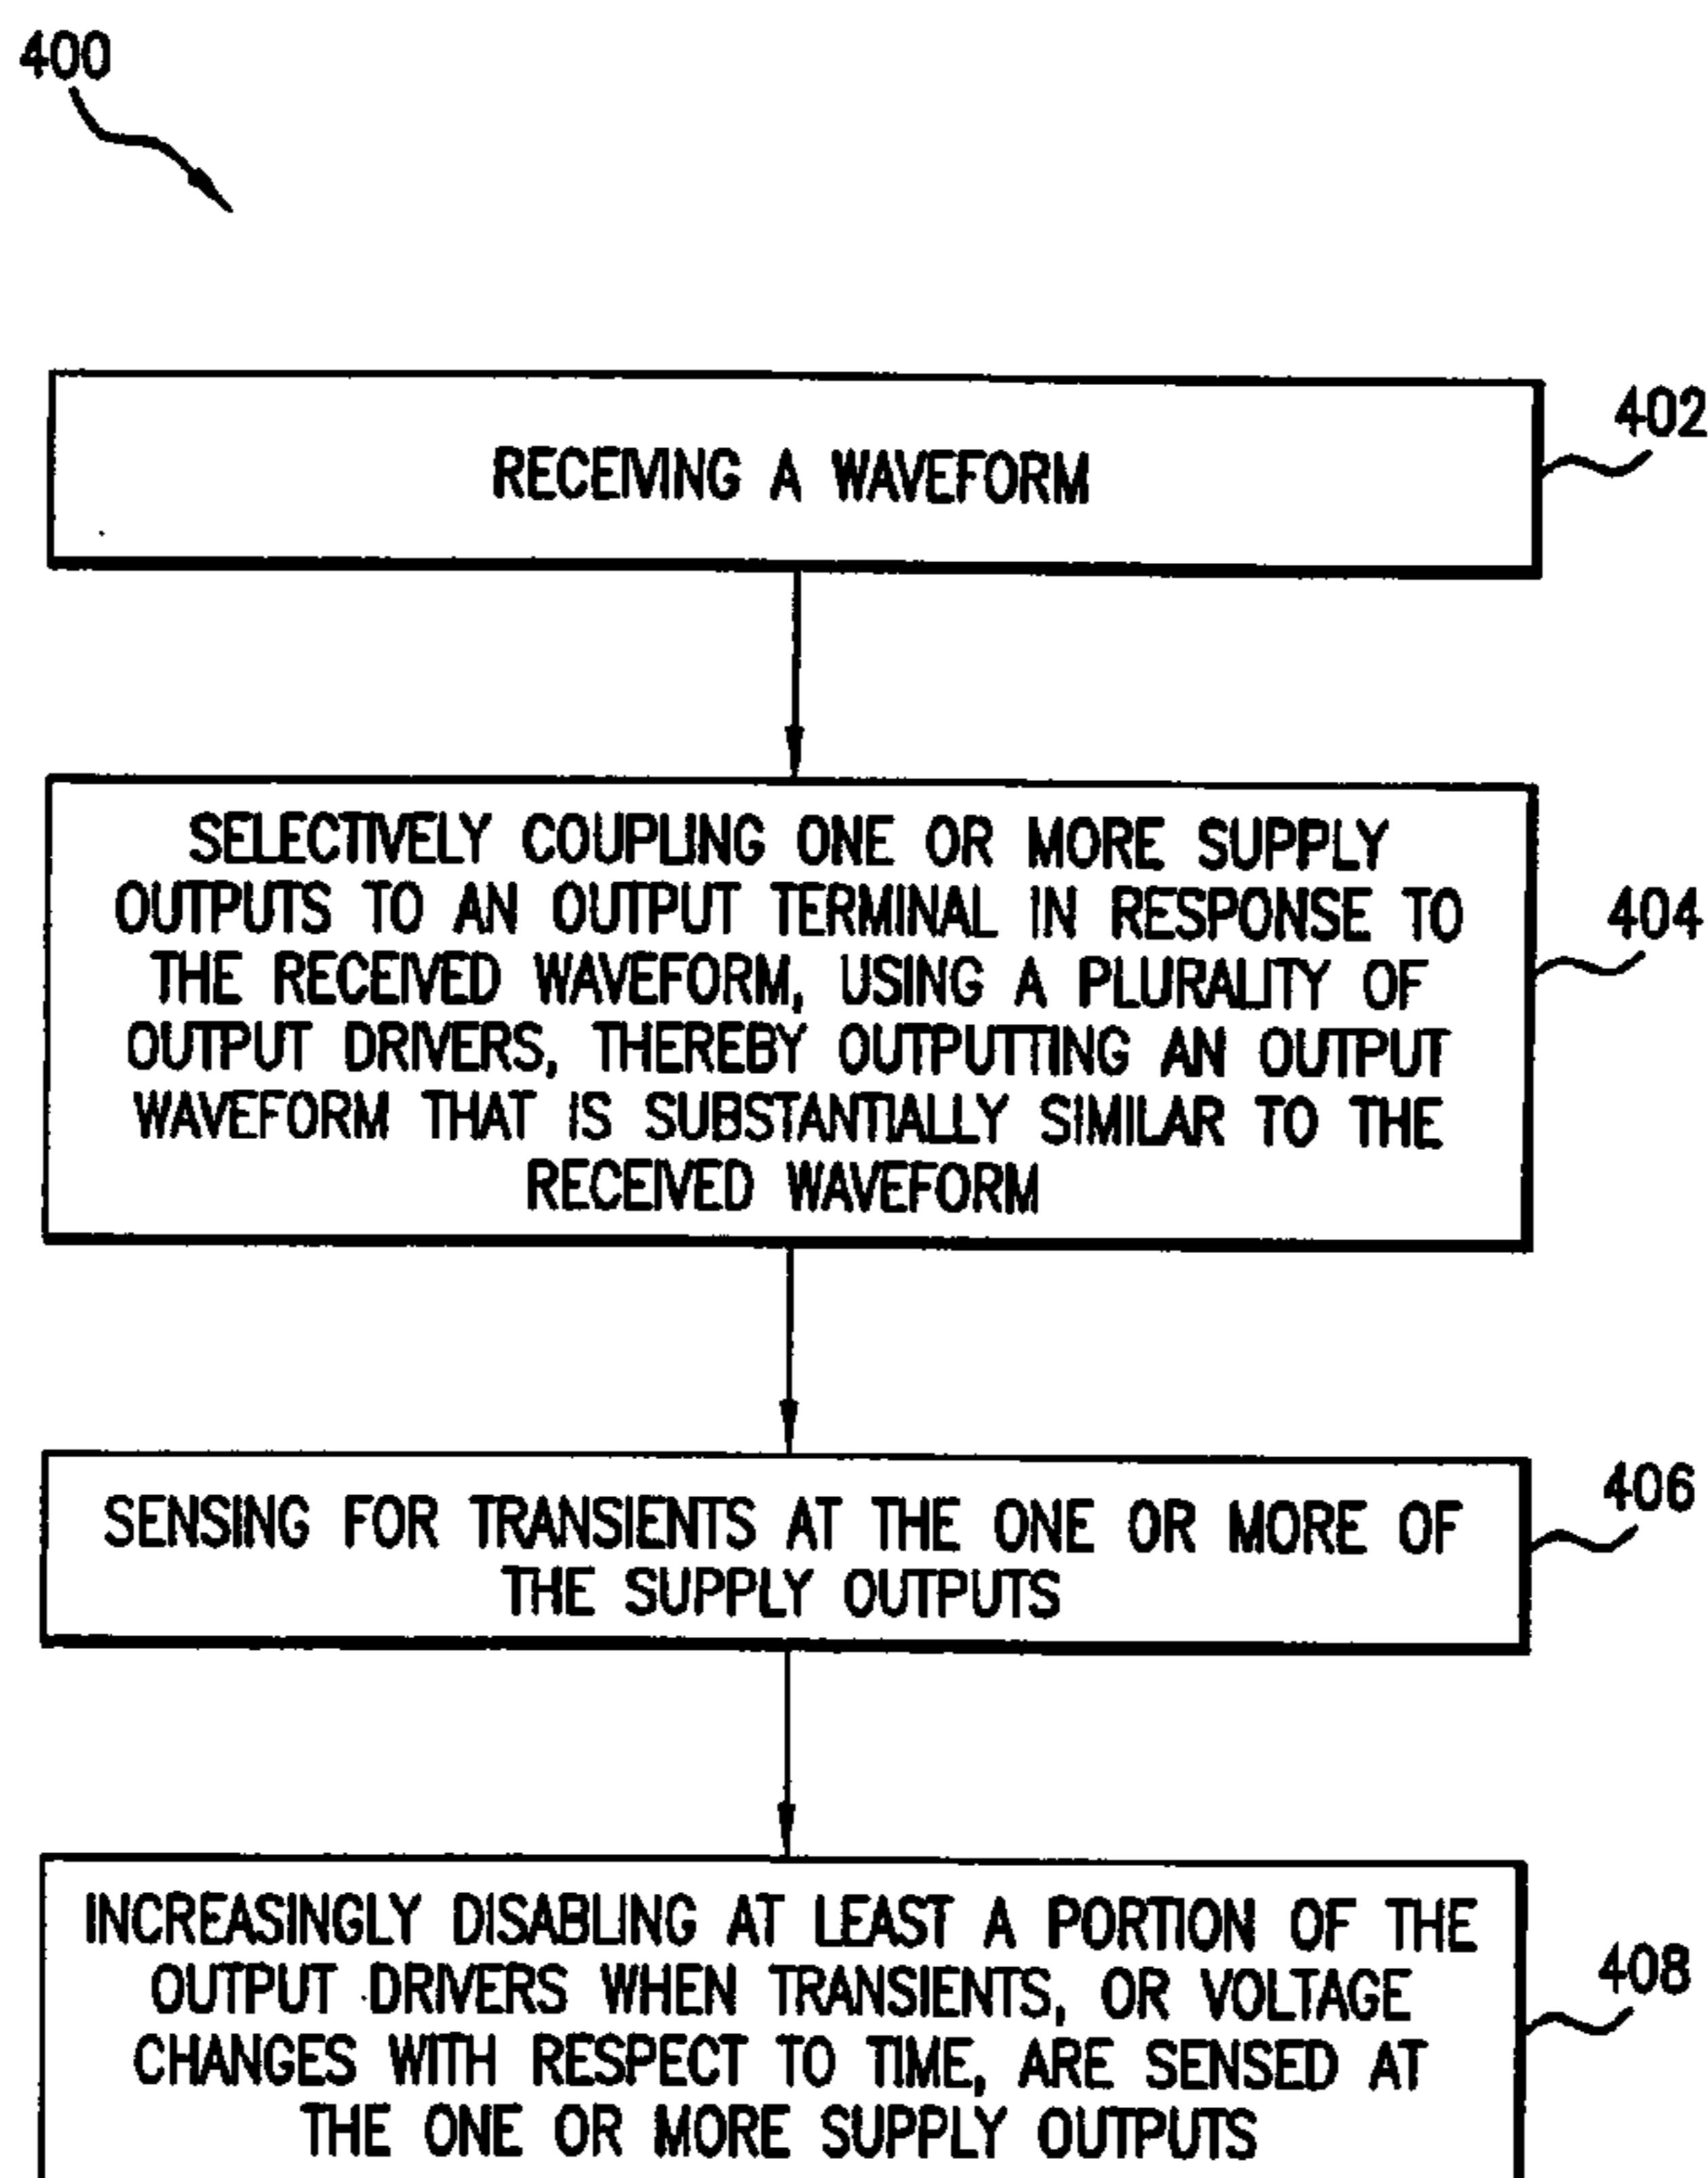 400
RECEIVING A WAVEFORM
402
SELECTIVELY COUPLING ONE OR MORE SUPPLY
OUTPUTS TO AN OUTPUT TERMINAL IN RESPONSE TO
THE RECEIVED WAVEFORM, USING A PLURALITY OF
OUTPUT DRIVERS, THEREBY OUTPUTTING AN OUTPUT
WAVEFORM THAT IS SUBSTANTIALLY SIMILAR TO THE
RECEIVED WAVEFORM
404
SENSING FOR TRANSIENTS AT THE ONE OR MORE OF
THE SUPPLY OUTPUTS
406
INCREASINGLY DISABLING AT LEAST A PORTION OF THE
OUTPUT DRIVERS WHEN TRANSIENTS, OR VOLTAGE
CHANGES WITH RESPECT TO TIME, ARE SENSED AT
THE ONE OR MORE SUPPLY OUTPUTS
408